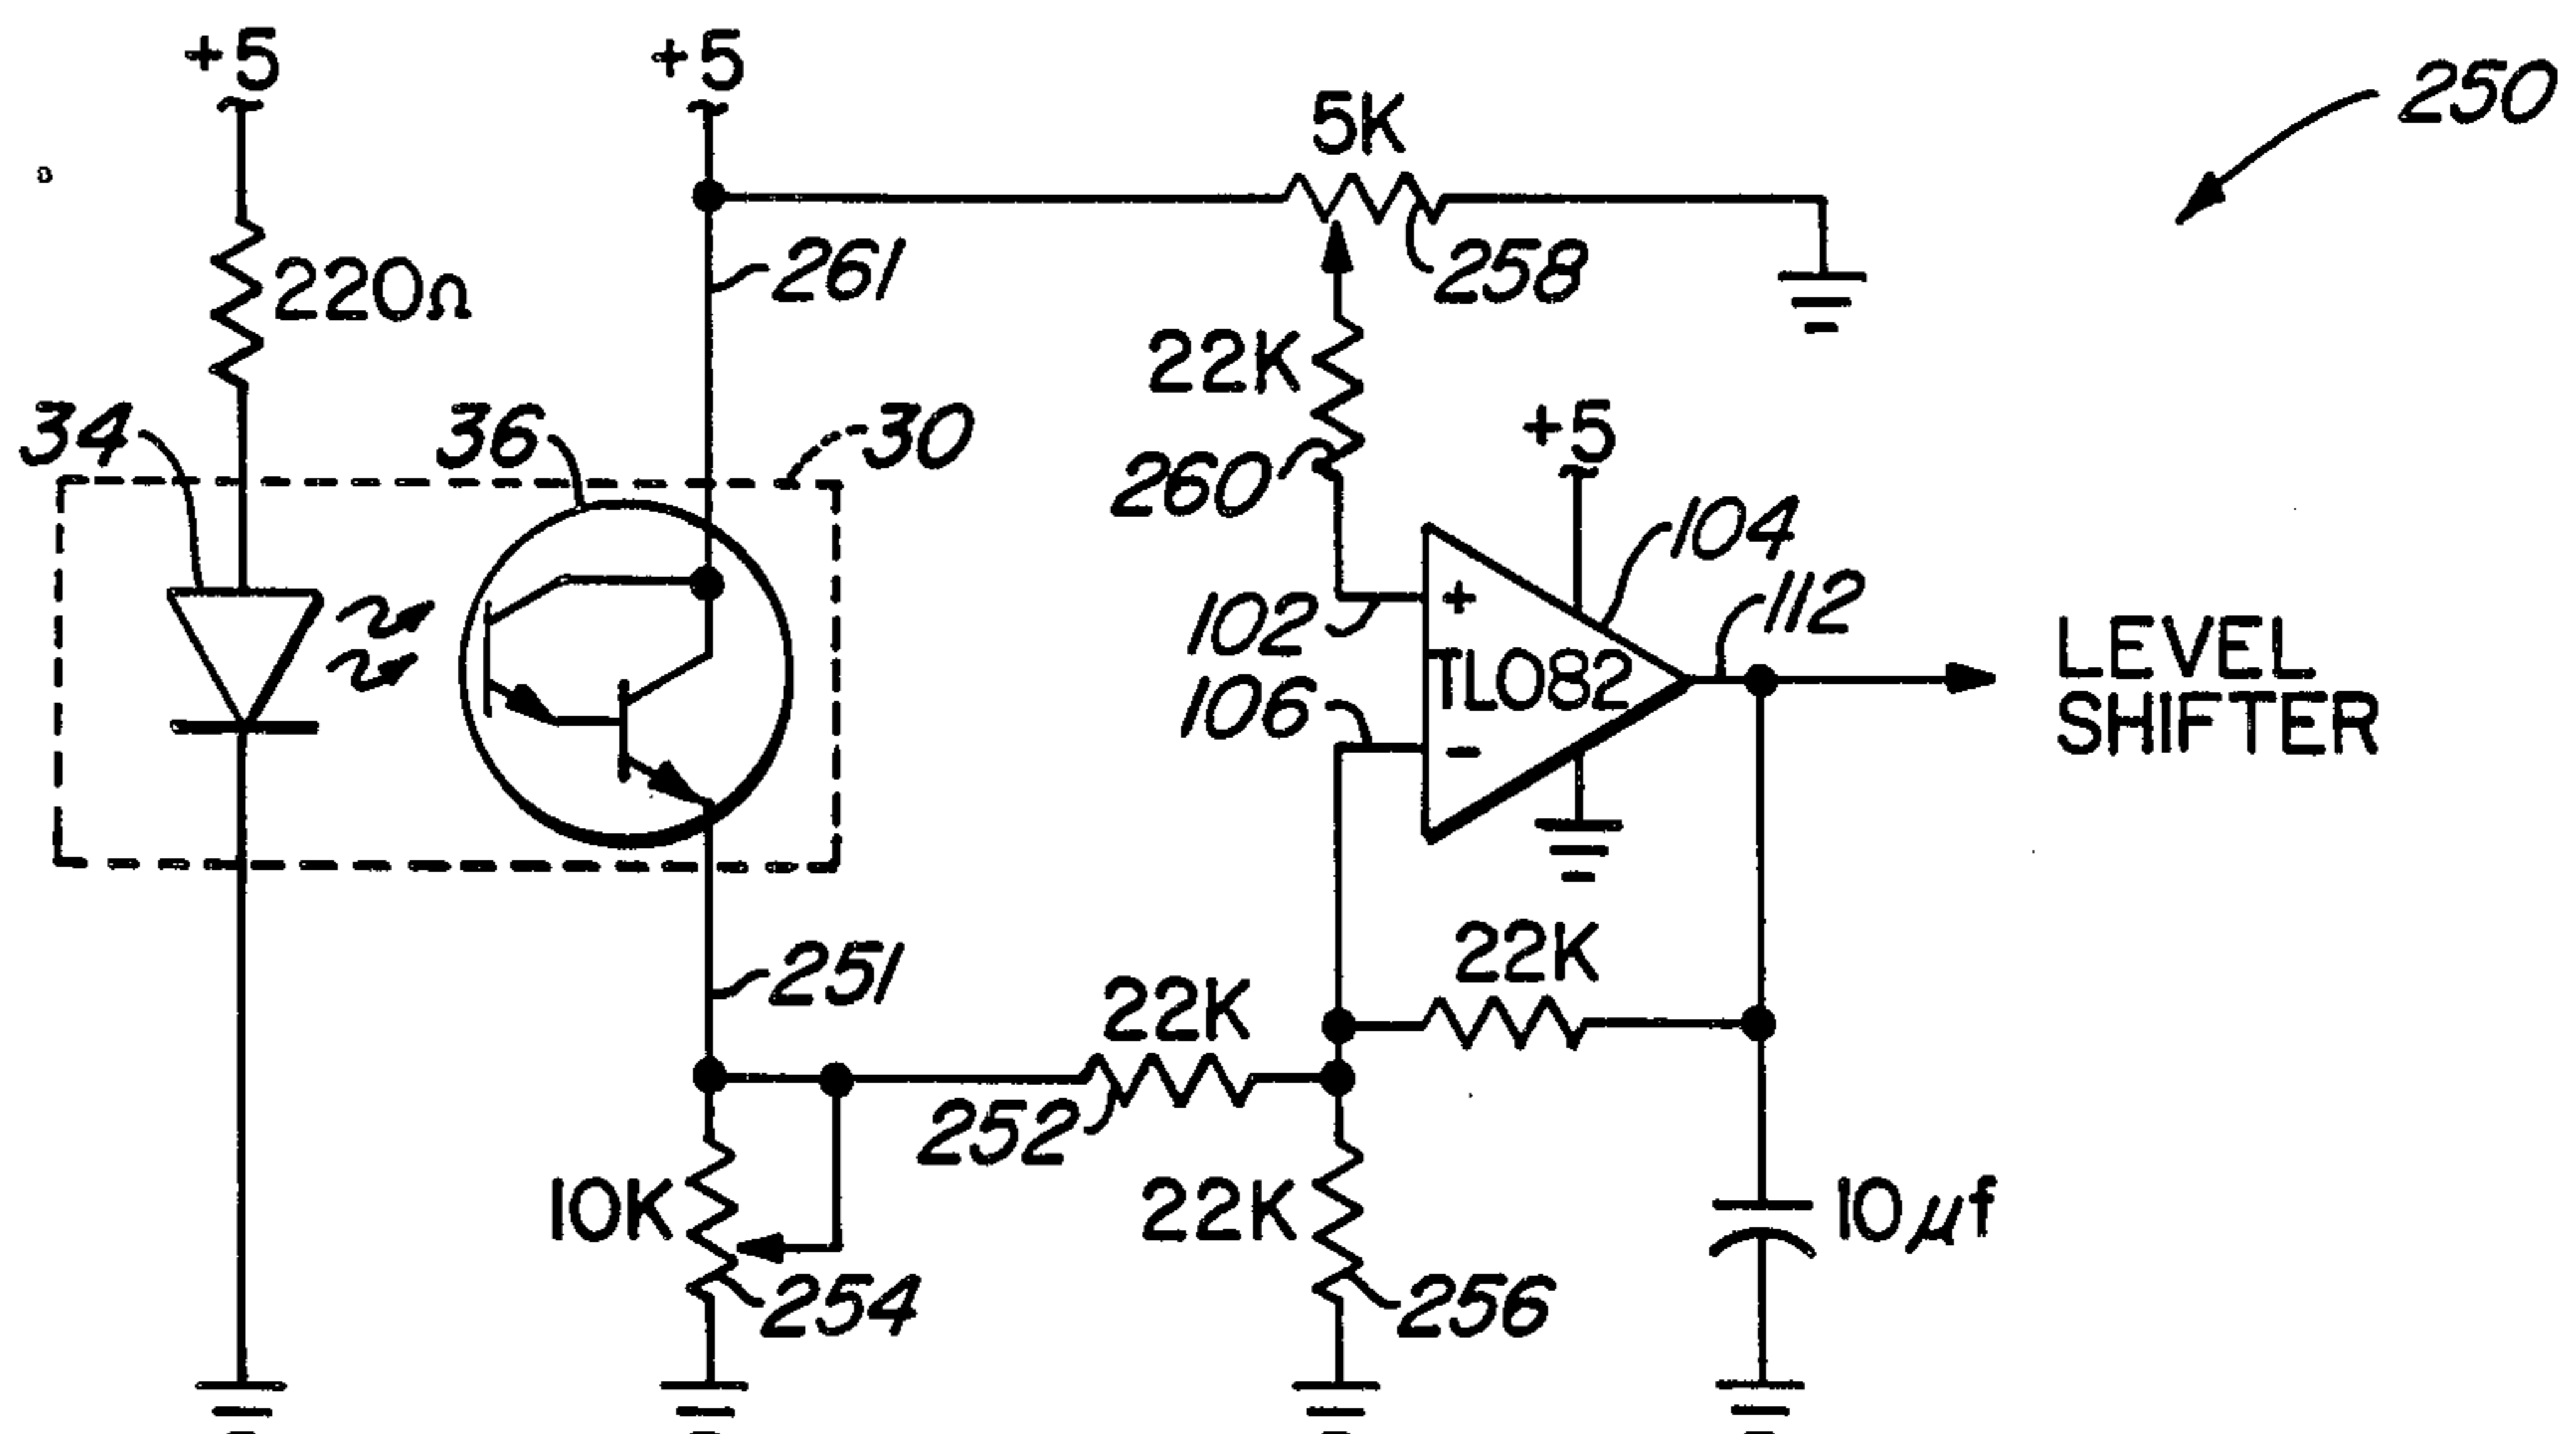 +5
+5
250
5K
261
258
220Ω
22K
34
36
30
260
+5
104
102
+
112
TL082
LEVEL
SHIFTER
106
-
251
22K
22K
252
10K
22K
10µf
254
256